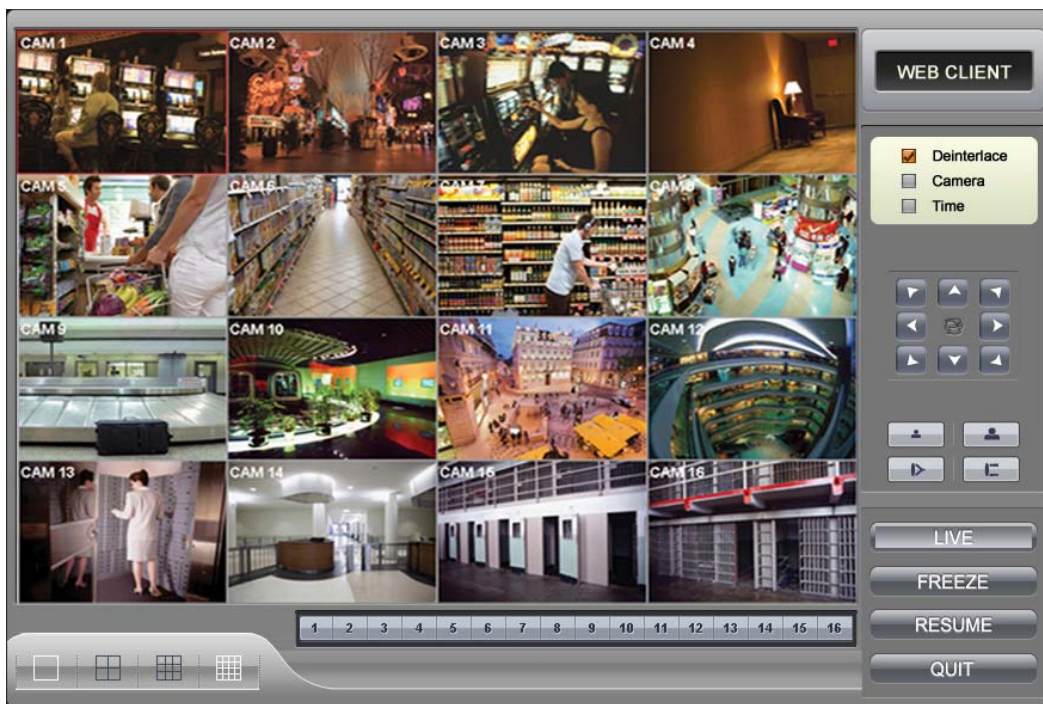 CAM 1
CAM 2
CAM 3
CAM 4
CAM 5
CAM 6
CAM 7
CAM 8
CAM 9
CAM 10
CAM 11
CAM 12
CAM 13
CAM 14
CAM 15
CAM 16
WEB CLIENT
Deinterlace
Camera
Time
LIVE
FREEZE
RESUME
QUIT
1 2 3 4 5 6 7 8 9 10 11 12 13 14 15 16